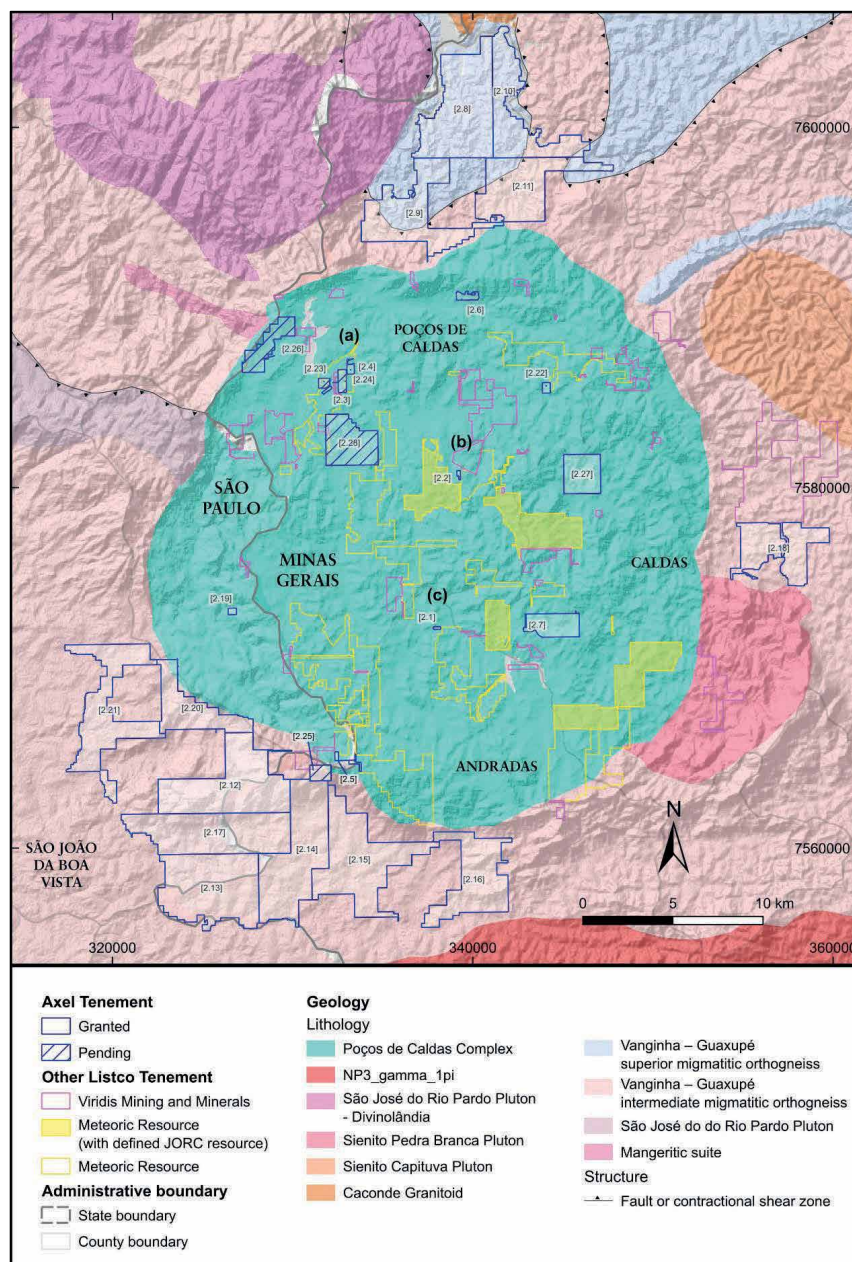 [2.10]
[2.8]
7600000
[2.11]
[2.9]
[2.6]
(a)
POÇOS DE
CALDAS
[2.26]
[2.23]
[2.4]
[2.24]
[2.22]
[2.3]
[2.28]
(b)
[2.2]
[2.27]
SÃO
PAULO
7580000
[2.18]
MINAS
GERAIS
CALDAS
(c)
[2.19]
[2.1]
[2.7]
[2.21]
[2.20]
[2.25]
[2.5]
ANDRADAS
[2.12]
N
[2.17]
SÃO JOÃO
DA BOA
VISTA
[2.14]
[2.15]
7560000
[2.13]
[2.16]
0 5 10 km
320000 340000 360000
Axel Tenement
Granted
Pending
Other Listco Tenement
Viridis Mining and Minerals
Meteoric Resource
(with defined JORC resource)
Meteoric Resource
Administrative boundary
State boundary
County boundary
Geology
Lithology
Poços de Caldas Complex
NP3_gamma_1pi
São José do Rio Pardo Pluton
- Divinolândia
Sienito Pedra Branca Pluton
Sienito Capituva Pluton
Caconde Granitoid
Vanginha – Guaxupé
superior migmatitic orthogneiss
Vanginha – Guaxupé
intermediate migmatitic orthogneiss
São José do do Rio Pardo Pluton
Mangeritic suite
Structure
Fault or contractional shear zone